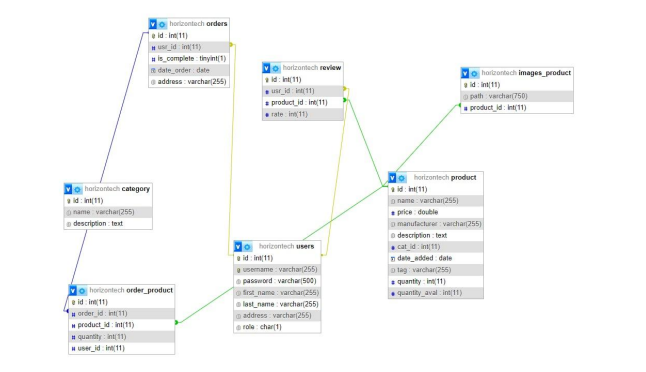 horizontech orders
id : int(11)
usr_id : int(11)
is_complete : tinyint(1)
date_order : date
address : varchar(255)
horizontech review
id : int(11)
usr_id : int(11)
product_id : int(11)
rate : int(11)
horizontech images_product
id : int(11)
path : varchar(750)
product_id : int(11)
horizontech category
id : int(11)
name : varchar(255)
description : text
horizontech product
id : int(11)
name : varchar(255)
price : double
manufacturer : varchar(255)
description : text
cat_id : int(11)
date_added : date
tag : varchar(255)
quantity : int(11)
quantity_aval : int(11)
horizontech users
id : int(11)
username : varchar(255)
password : varchar(500)
first_name : varchar(255)
last_name : varchar(255)
address : varchar(255)
role : char(1)
horizontech order_product
id : int(11)
order_id : int(11)
product_id : int(11)
quantity : int(11)
user_id : int(11)